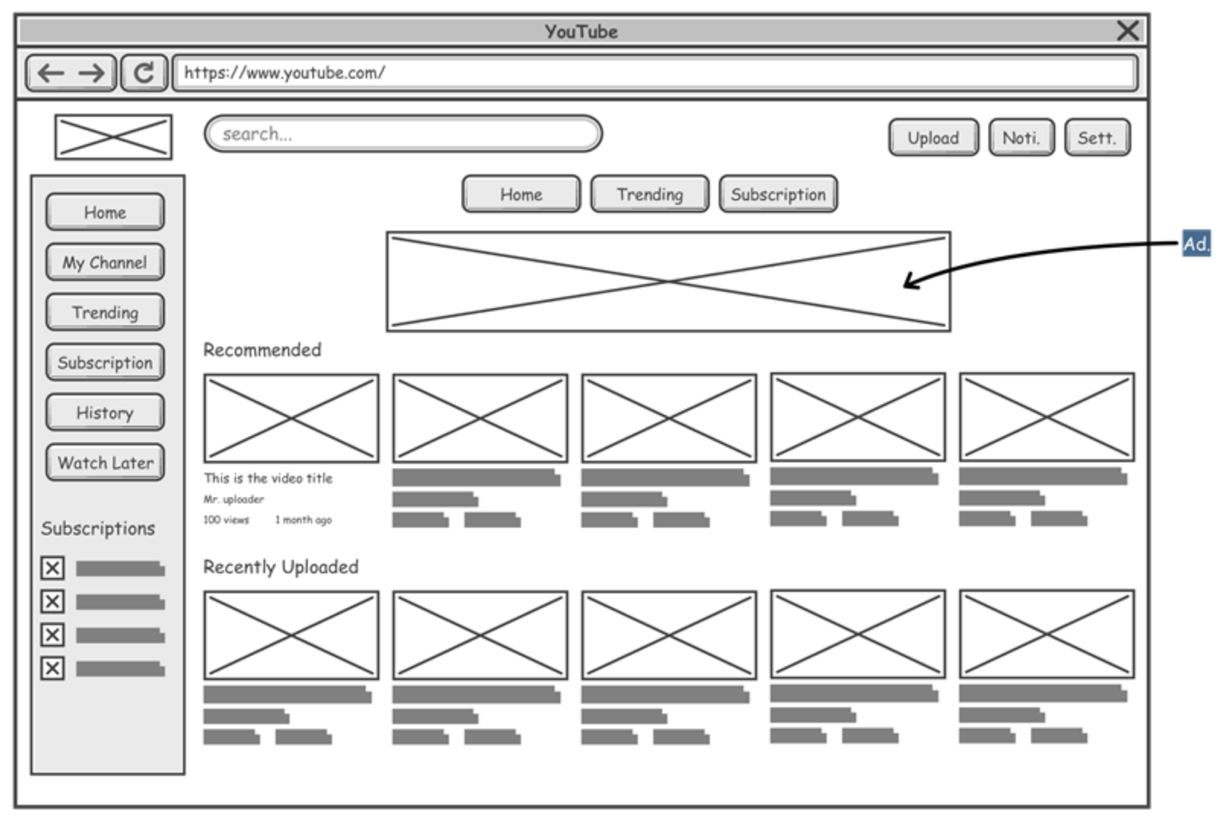 YouTube
https://www.youtube.com/
search...
Upload
Noti.
Sett.
Home
Trending
Subscription
Ad.
Home
My Channel
Trending
Subscription
History
Watch Later
Subscriptions
Recommended
This is the video title
Mr. uploader
100 views 1 month ago
Recently Uploaded